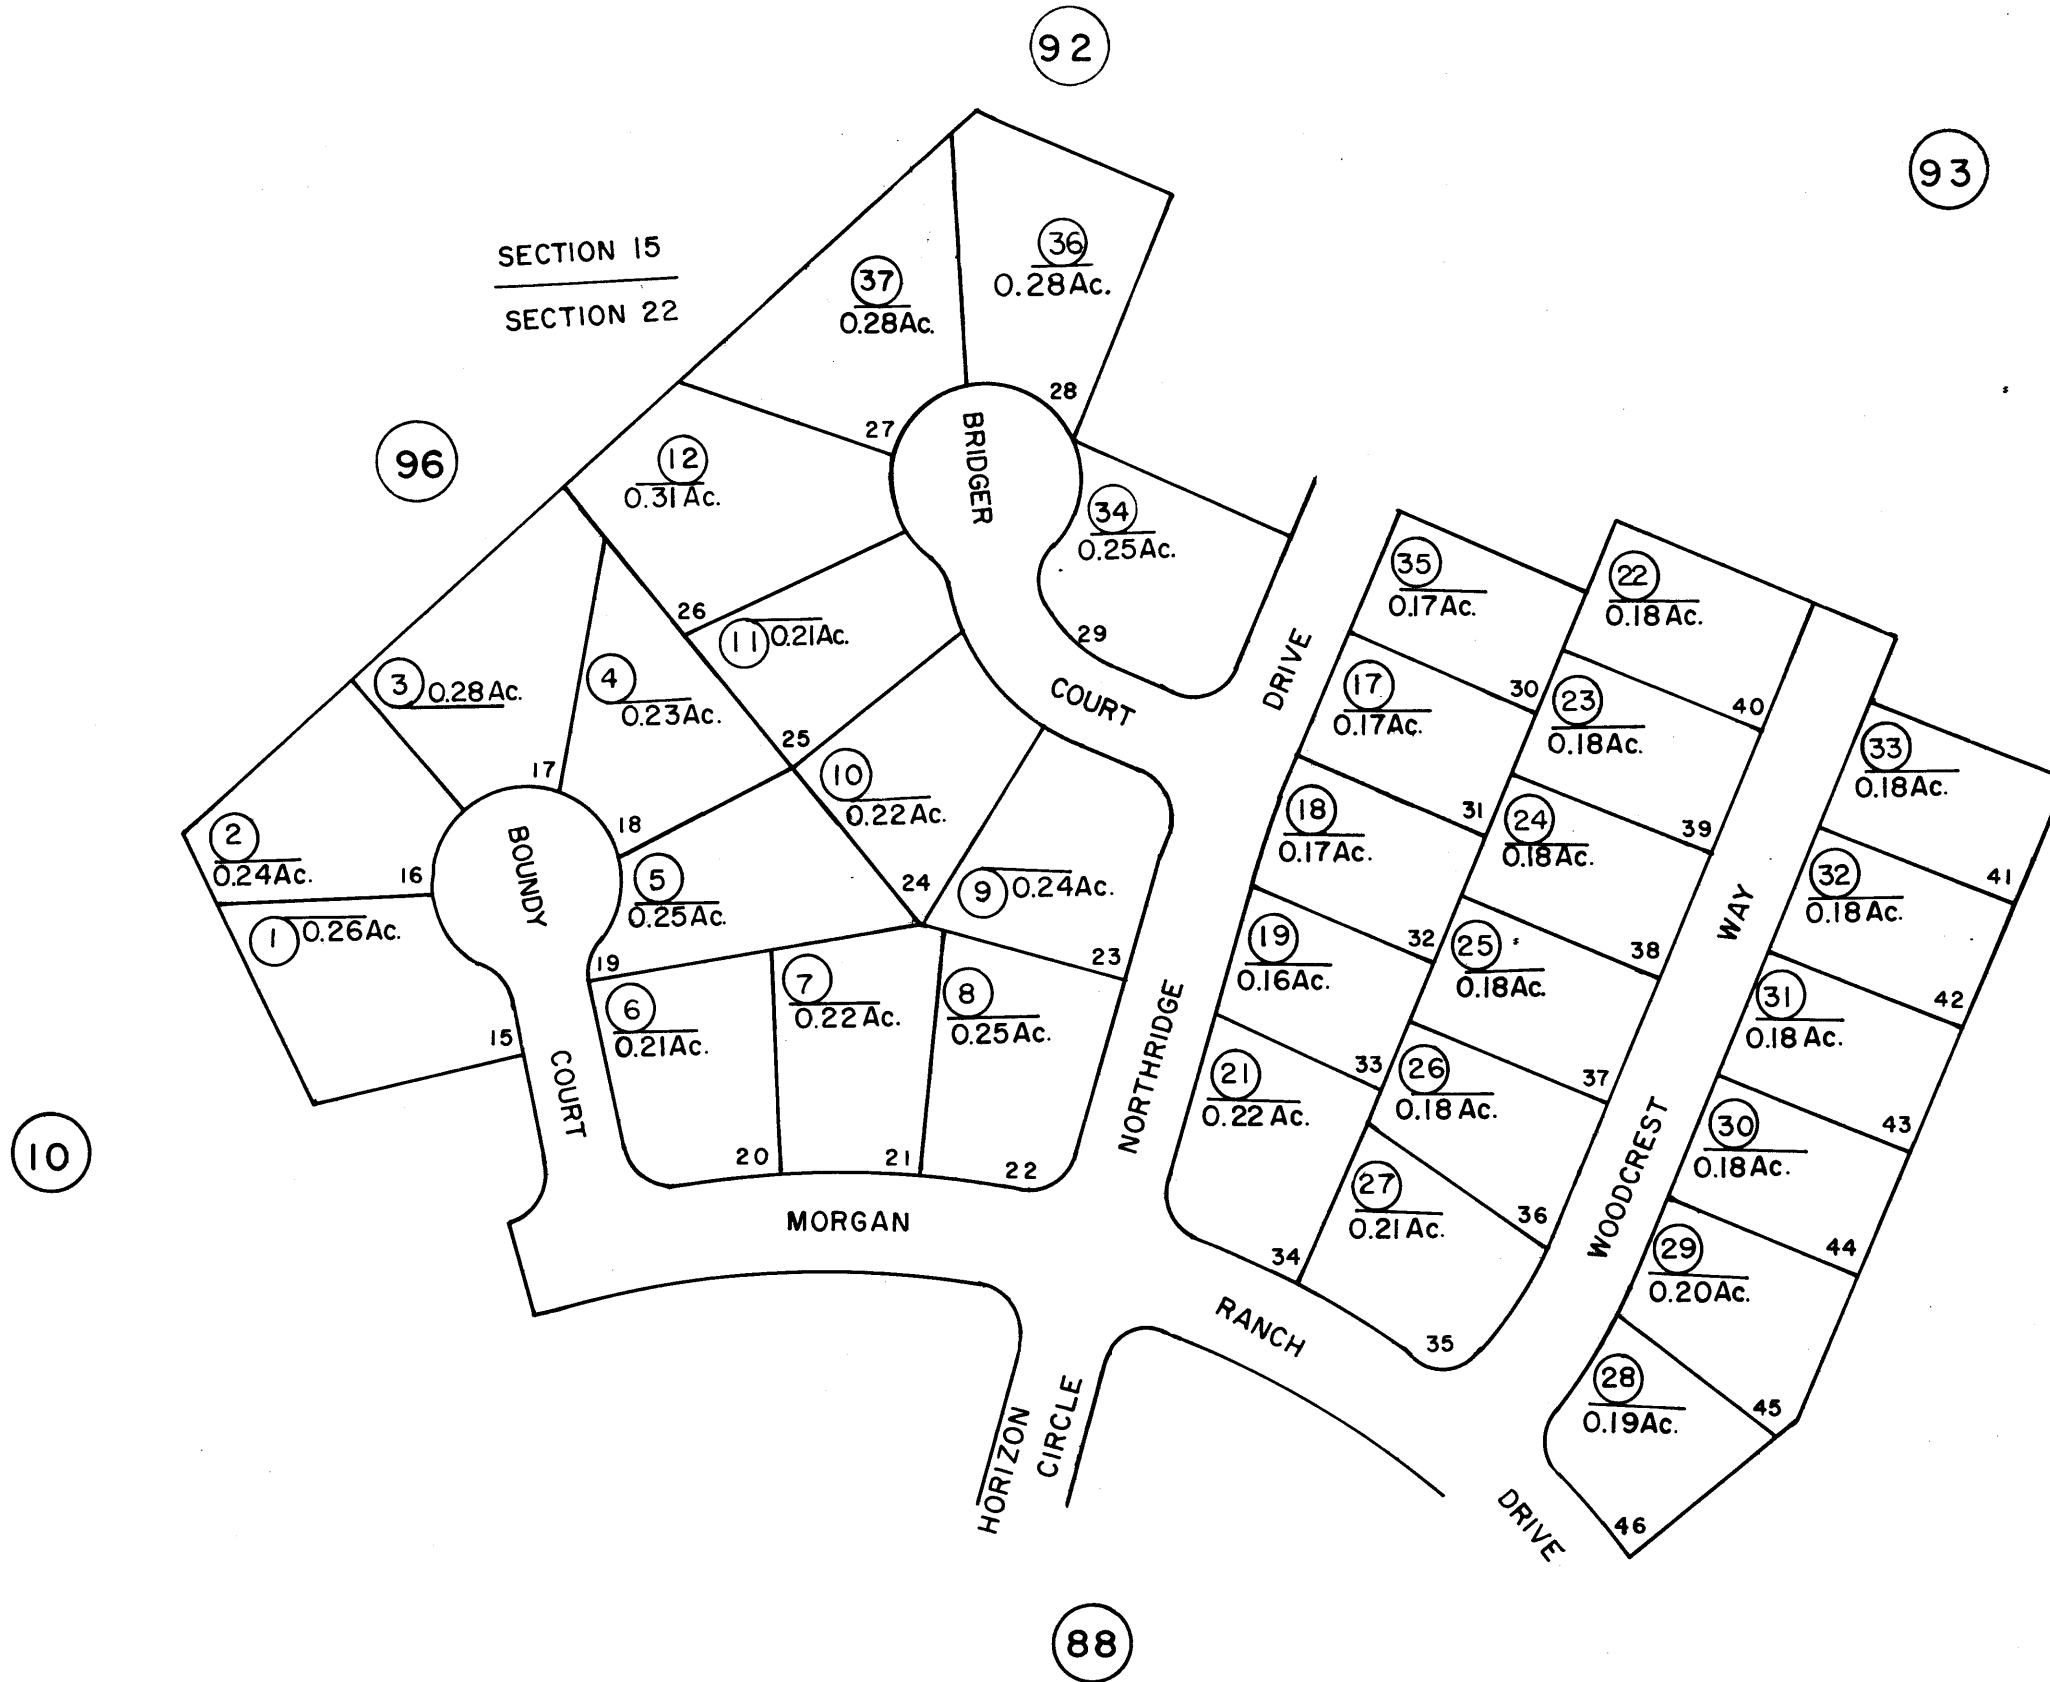 92
93
SECTION 15
SECTION 22
96
10
88
36
0.28Ac.
28
37
0.28Ac.
27
12
0.31Ac.
26
11
0.21Ac.
25
10
0.22Ac.
24
9
0.24Ac.
23
34
0.25Ac.
29
BRIDGER
COURT
3
0.28Ac.
17
4
0.23Ac.
18
2
0.24Ac.
16
1
0.26Ac.
15
5
0.25Ac.
19
6
0.21Ac.
20
7
0.22Ac.
21
8
0.25Ac.
22
BOUNDY
COURT
MORGAN
RANCH
DRIVE
HORIZON
CIRCLE
NORTHRIDGE
DRIVE
35
0.17Ac.
30
17
0.17Ac.
31
18
0.17Ac.
32
19
0.16Ac.
33
21
0.22Ac.
34
22
0.18Ac.
40
23
0.18Ac.
39
24
0.18Ac.
38
25
0.18Ac.
37
26
0.18Ac.
36
27
0.21Ac.
35
WOODCREST
WAY
33
0.18Ac.
41
32
0.18Ac.
42
31
0.18Ac.
43
30
0.18Ac.
44
29
0.20Ac.
45
28
0.19Ac.
46